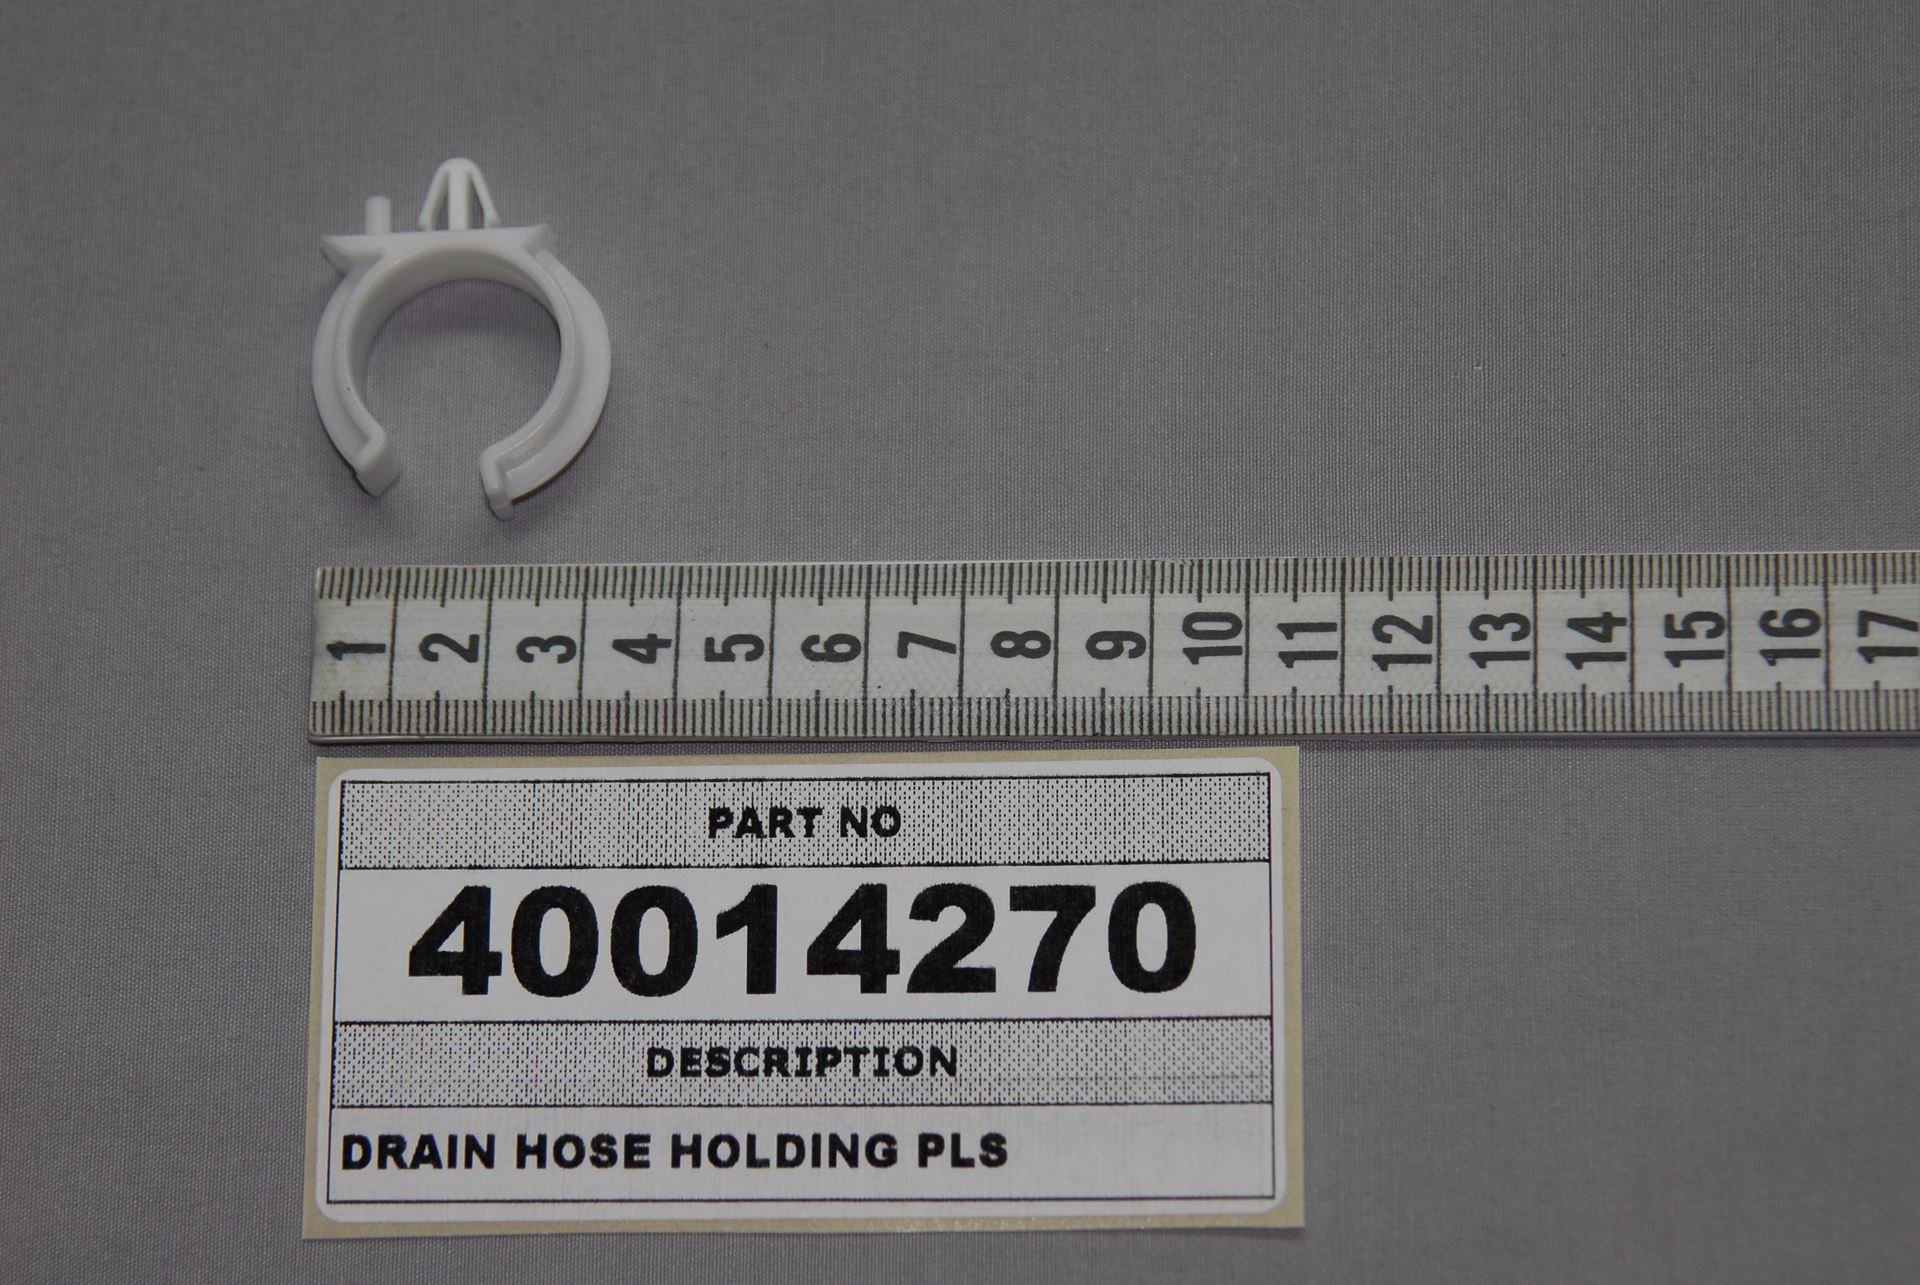 1 2 3 4 5 6 7 8 9 10 11 12 13 14 15 16 17
PART NO
40014270
DESCRIPTION
DRAIN HOSE HOLDING PLS